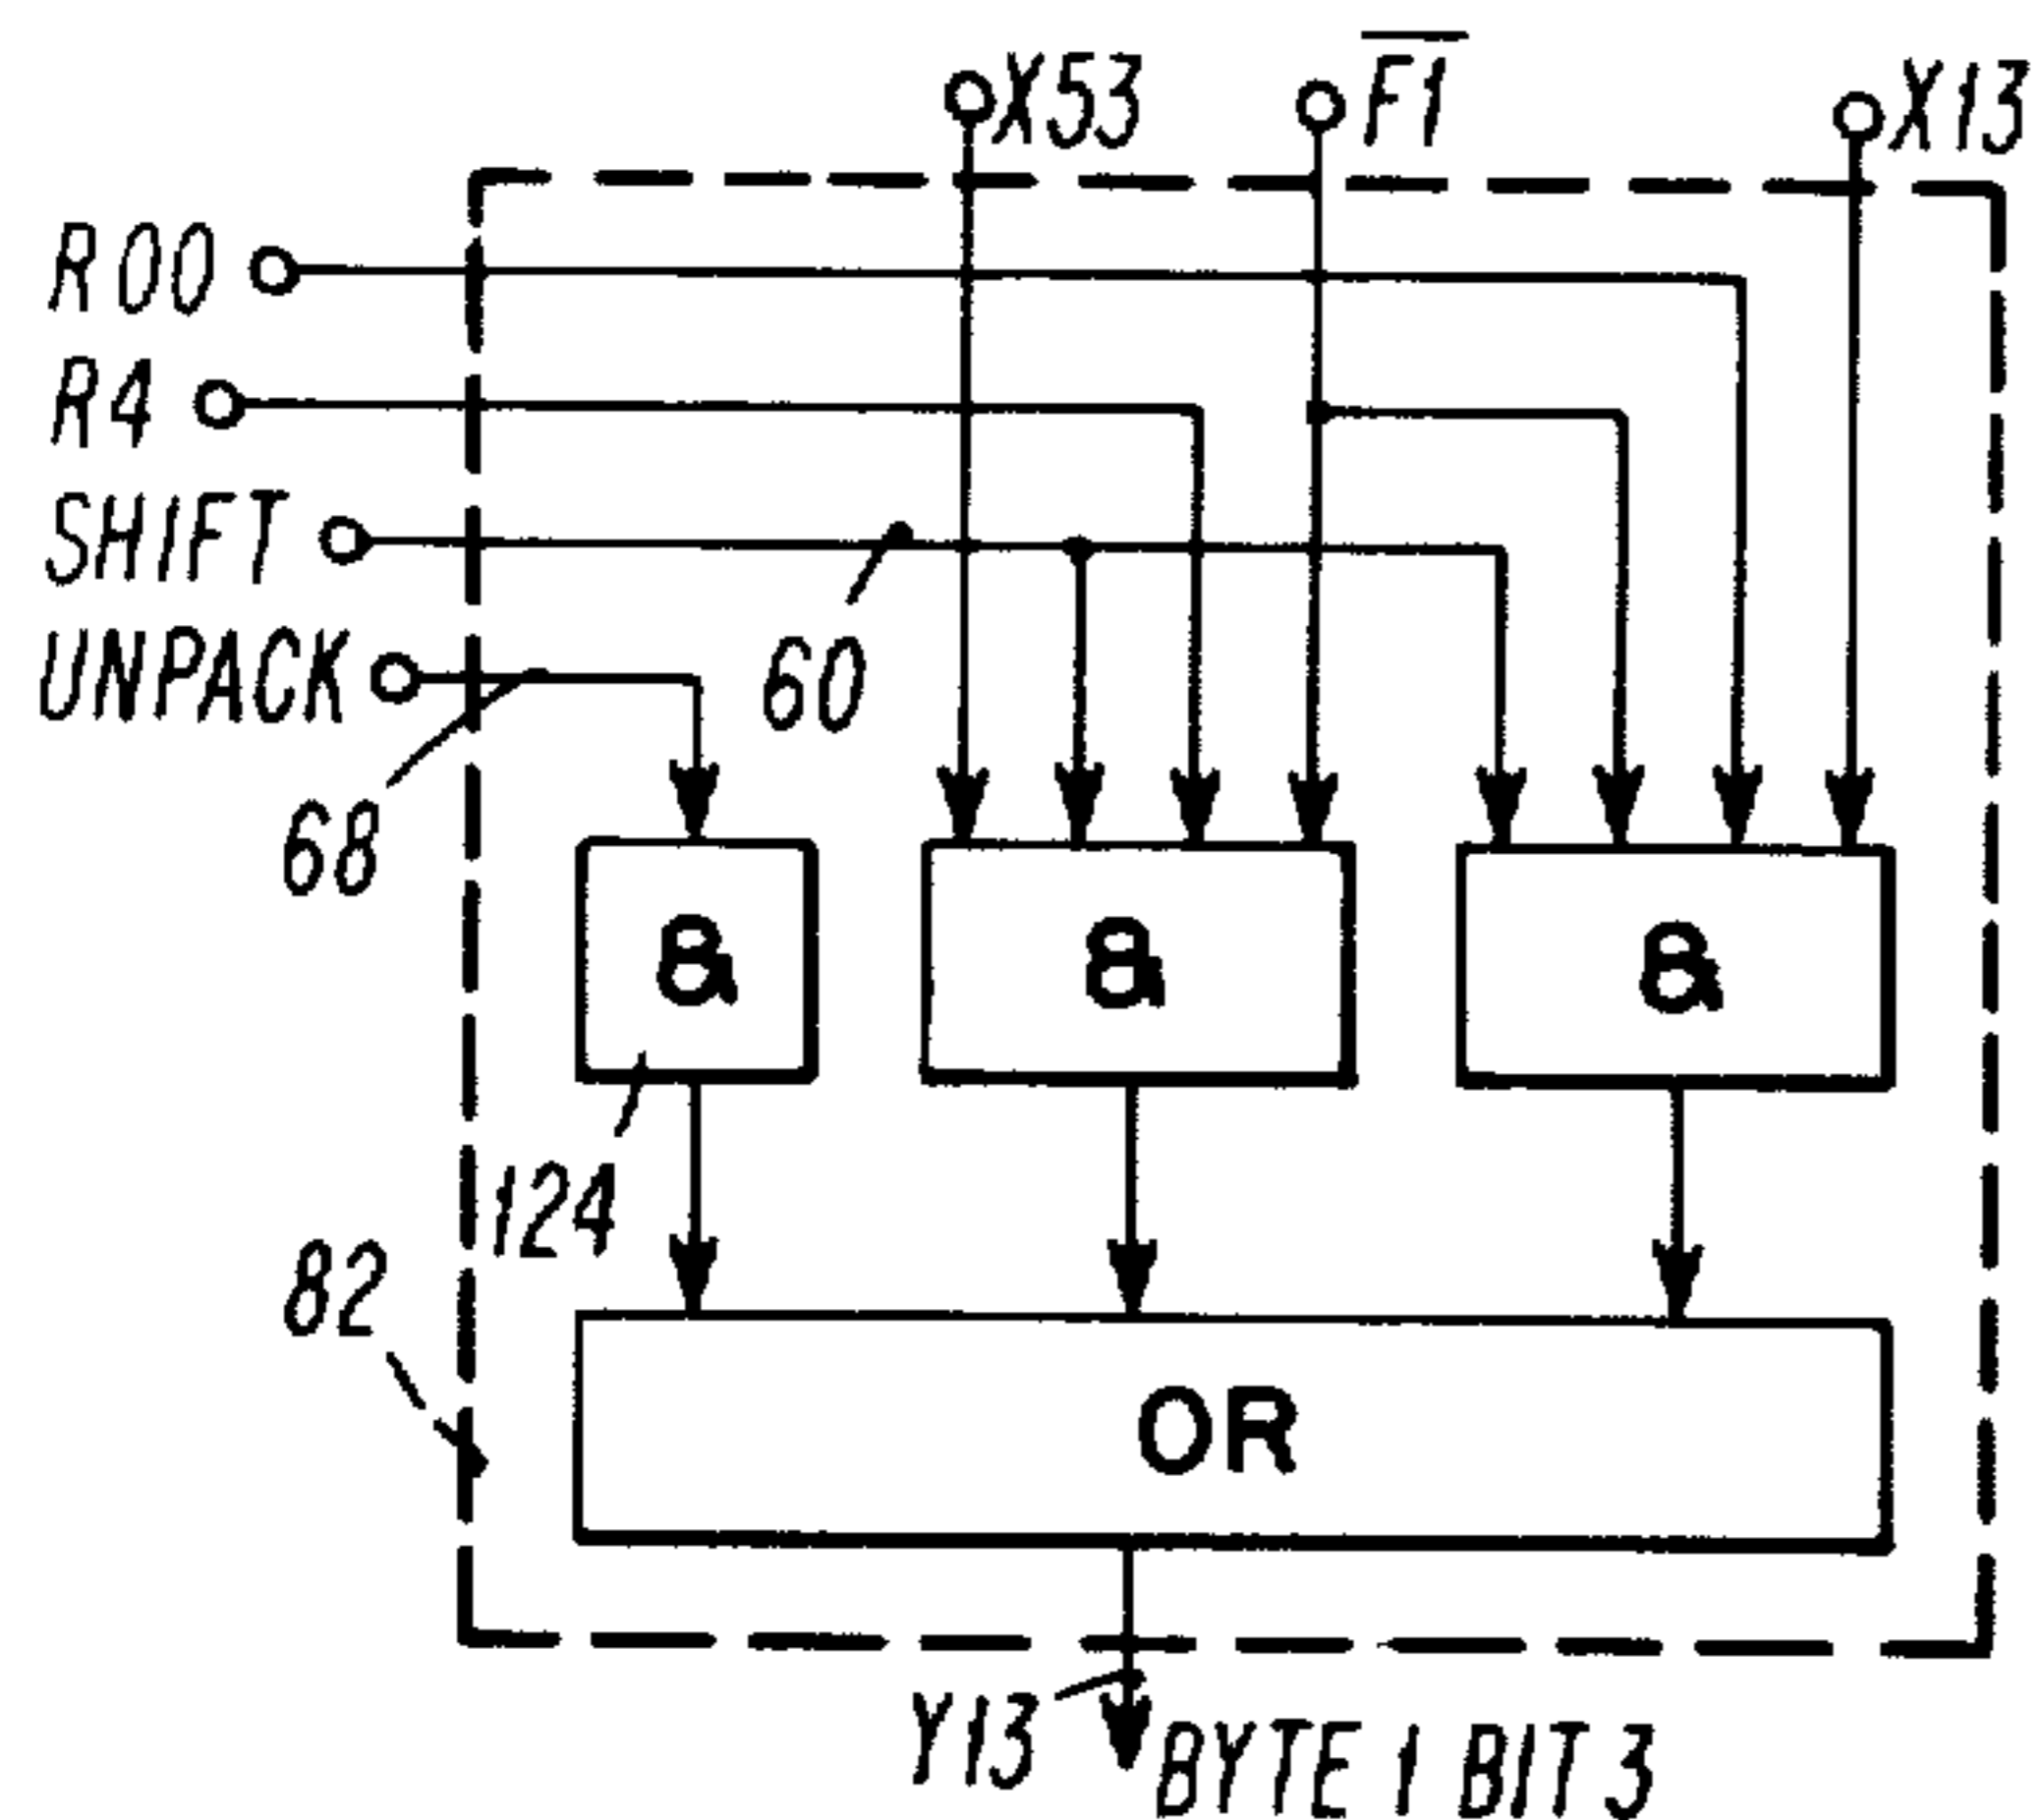 X53
F1
X13
R00
R4
SHIFT
UNPACK
60
68
&
&
&
124
82
OR
Y13
BYTE 1 BIT 3